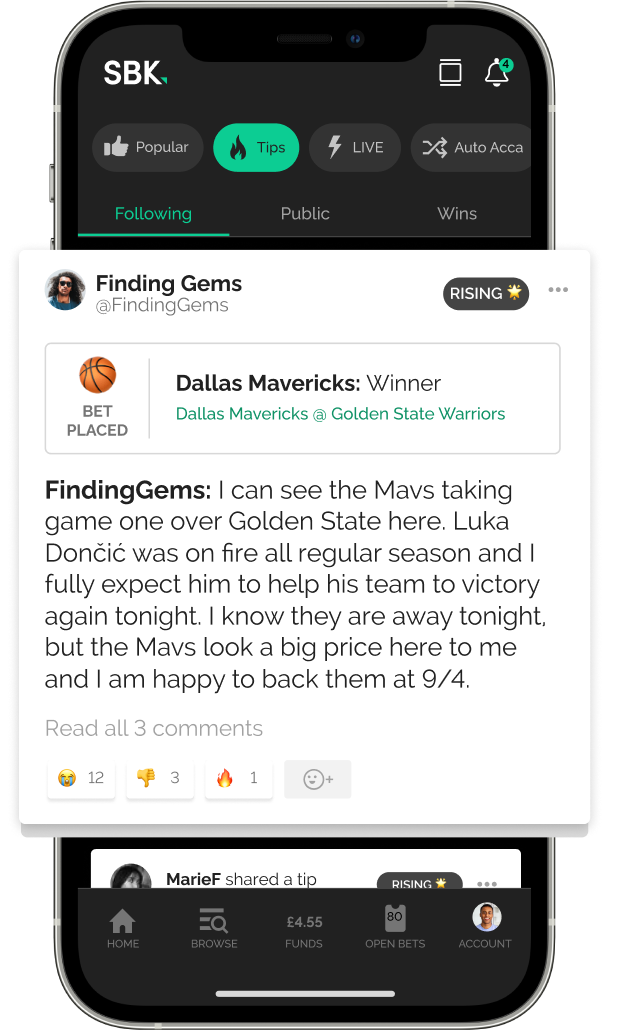 SBK
4
Popular
Tips
LIVE
Auto Acca
Following
Public
Wins
Finding Gems
@FindingGems
RISING 🌟
BET
PLACED
Dallas Mavericks: Winner
Dallas Mavericks @ Golden State Warriors
FindingGems: I can see the Mavs taking
game one over Golden State here. Luka
Dončić was on fire all regular season and I
fully expect him to help his team to victory
again tonight. I know they are away tonight,
but the Mavs look a big price here to me
and I am happy to back them at 9/4.
Read all 3 comments
😭 12
👎 3
🔥 1
MarieF shared a tip
RISING 🌟
HOME
BROWSE
£4.55
FUNDS
80
OPEN BETS
ACCOUNT